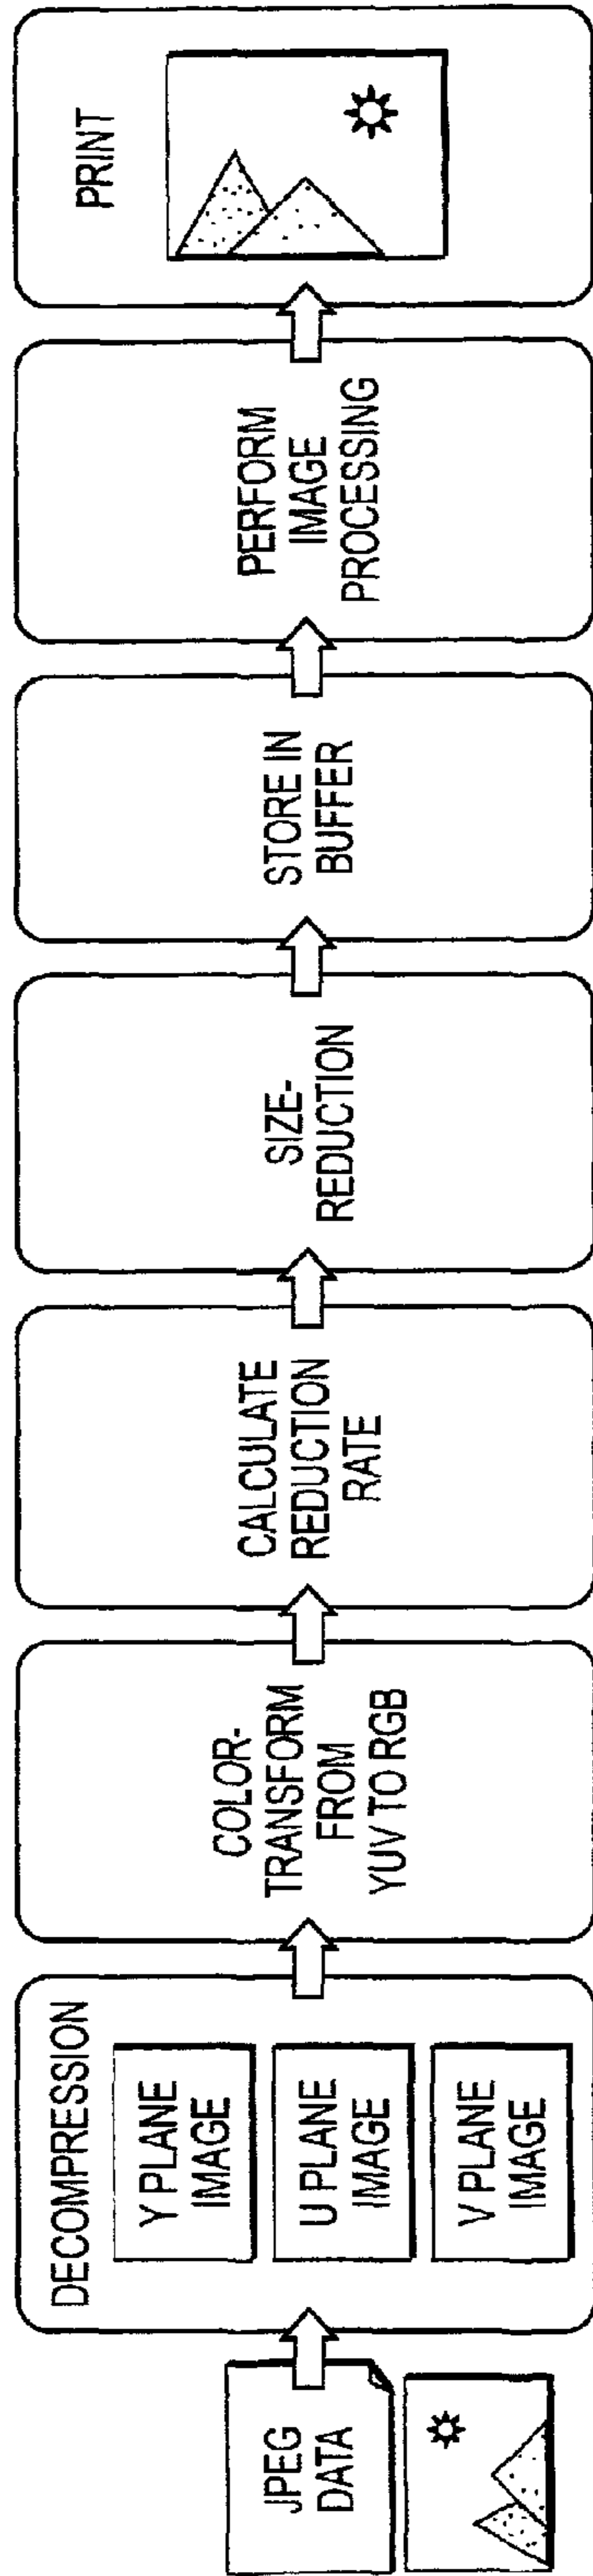 JPEG
DATA
DECOMPRESSION
Y PLANE
IMAGE
U PLANE
IMAGE
V PLANE
IMAGE
COLOR-
TRANSFORM
FROM
YUV TO RGB
CALCULATE
REDUCTION
RATE
SIZE-
REDUCTION
STORE IN
BUFFER
PERFORM
IMAGE
PROCESSING
PRINT